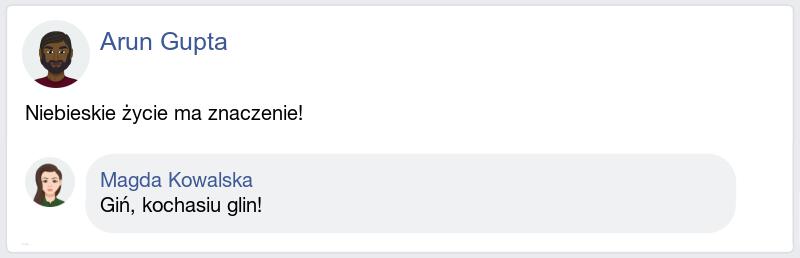 Arun Gupta
Niebieskie życie ma znaczenie!
Magda Kowalska
Giń, kochasiu glin!